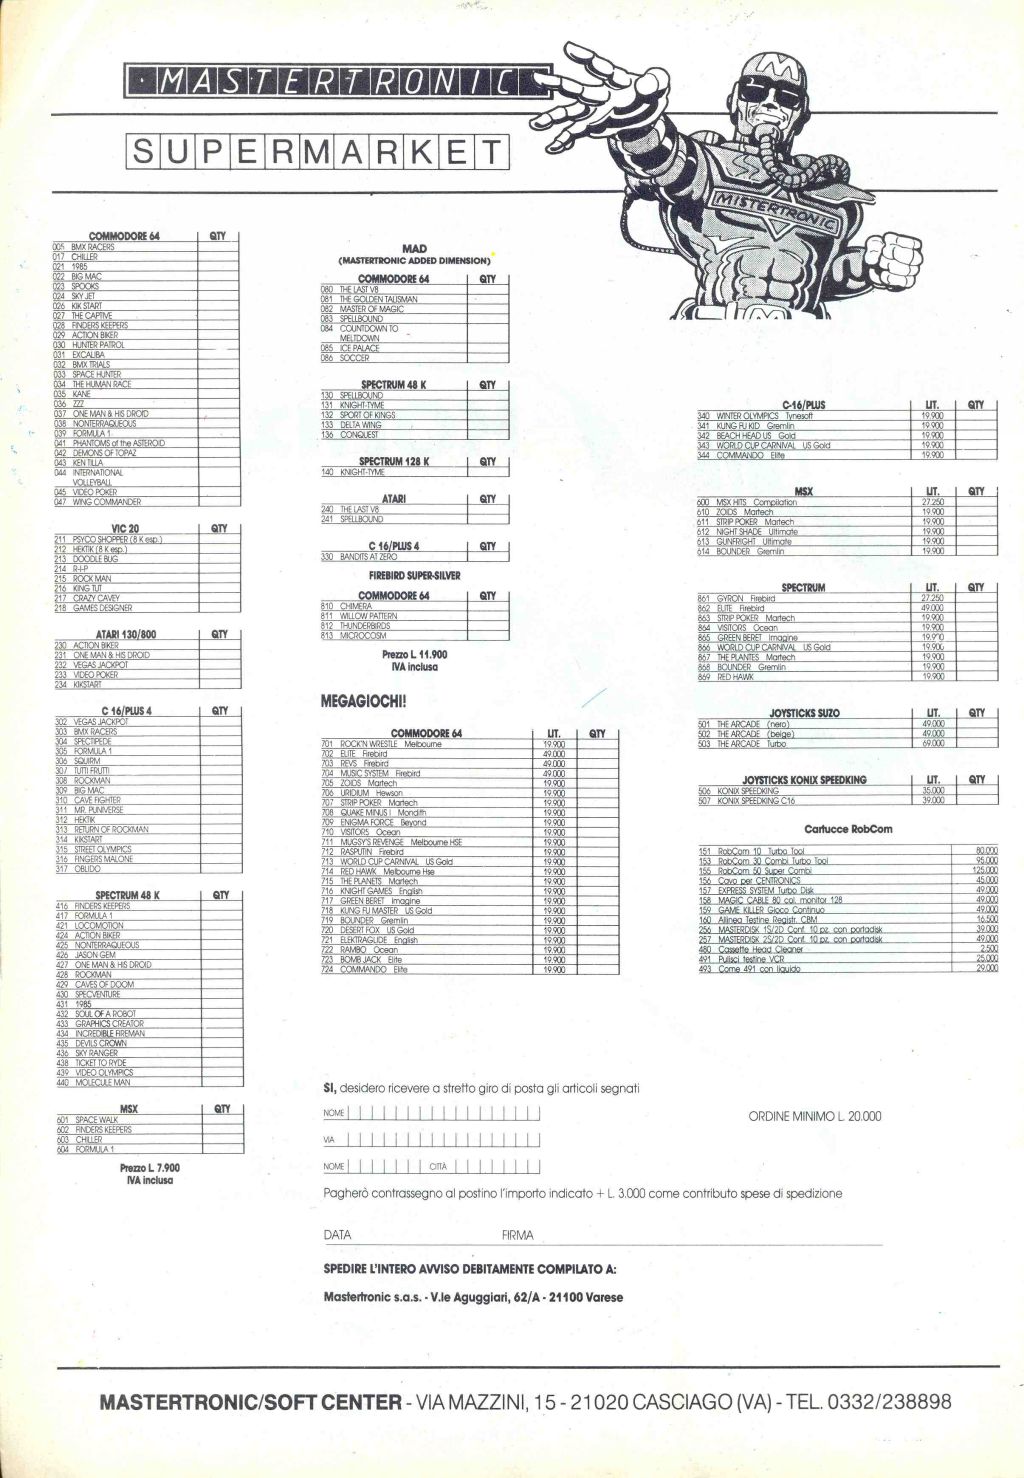 MASTERTRONIC
SUPERMARKET
M
MISTERTRONIC
M
COMMODORE 64 QTY
005 BMX RACERS
017 CHILLER
021 1985
022 BIG MAC
023 SPOOKS
024 SKY JET
026 KIK START
027 THE CAPTIVE
028 FINDERS KEEPERS
029 ACTION BIKER
030 HUNTER PATROL
031 EXCALIBA
032 BMX TRIALS
033 SPACE HUNTER
034 THE HUMAN RACE
035 KANE
036 ZZZ
037 ONE MAN & HIS DROID
038 NONTERRAQUEOUS
039 FORMULA 1
041 PHANTOMS of the ASTEROID
042 DEMONS OF TOPAZ
043 KENTILLA
044 INTERNATIONAL
VOLLEYBALL
045 VIDEO POKER
047 WING COMMANDER
VIC 20 QTY
211 PSYCO SHOPPER (8 K esp.)
212 HEKTIK (8 K esp.)
213 DOODLE BUG
214 R-I-P
215 ROCK MAN
216 KING TUT
217 CRAZY CAVEY
218 GAMES DESIGNER
ATARI 130/800 QTY
230 ACTION BIKER
231 ONE MAN & HIS DROID
232 VEGAS JACKPOT
233 VIDEO POKER
234 KIKSTART
C 16/PLUS 4 QTY
302 VEGAS JACKPOT
303 BMX RACERS
304 SPECTIPEDE
305 FORMULA 1
306 SQUIRM
307 TUTTI FRUTTI
308 ROCKMAN
309 BIG MAC
310 CAVE FIGHTER
311 MR. PUNIVERSE
312 HEKTIK
313 RETURN OF ROCKMAN
314 KIKSTART
315 STREET OLYMPICS
316 FINGERS MALONE
317 OBLIDO
SPECTRUM 48 K QTY
416 FINDERS KEEPERS
417 FORMULA 1
421 LOCOMOTION
424 ACTION BIKER
425 NONTERRAQUEOUS
426 JASON GEM
427 ONE MAN & HIS DROID
428 ROCKMAN
429 CAVES OF DOOM
430 SPECVENTURE
431 1985
432 SOUL OF A ROBOT
433 GRAPHICS CREATOR
434 INCREDIBLE FIREMAN
435 DEVILS CROWN
436 SKY RANGER
438 TICKET TO RYDE
439 VIDEO OLYMPICS
440 MOLECULE MAN
MSX QTY
601 SPACE WALK
602 FINDERS KEEPERS
603 CHILLER
604 FORMULA 1
Prezzo L. 7.900
IVA inclusa
MAD
(MASTERTRONIC ADDED DIMENSION)
COMMODORE 64 QTY
080 THE LAST V8
081 THE GOLDEN TALISMAN
082 MASTER OF MAGIC
083 SPELLBOUND
084 COUNTDOWN TO
MELTDOWN
085 ICE PALACE
086 SOCCER
SPECTRUM 48 K QTY
130 SPELLBOUND
131 KNIGHT-TYME
132 SPORT OF KINGS
133 DELTA WING
136 CONQUEST
SPECTRUM 128 K QTY
140 KNIGHT-TYME
ATARI QTY
240 THE LAST V8
241 SPELLBOUND
C 16/PLUS 4 QTY
330 BANDITS AT ZERO
FIREBIRD SUPER-SILVER
COMMODORE 64 QTY
810 CHIMERA
811 WILLOW PATTERN
812 THUNDERBIRDS
813 MICROCOSM
Prezzo L. 11.900
IVA inclusa
MEGAGIOCHI!
COMMODORE 64 LIT. QTY
701 ROCK'N WRESTLE Melbourne 19.900
702 ELITE Firebird 49.000
703 REVS Firebird 49.000
704 MUSIC SYSTEM Firebird 49.000
705 ZOIDS Martech 19.900
706 URIDIUM Hewson 19.900
707 STRIP POKER Martech 19.900
708 QUAKE MINUS I Mondith 19.900
709 ENIGMA FORCE Beyond 19.900
710 VISITORS Ocean 19.900
711 MUGSY'S REVENGE Melbourne HSE 19.900
712 RASPUTIN Firebird 19.900
713 WORLD CUP CARNIVAL US Gold 19.900
714 RED HAWK Melbourne Hse 19.900
715 THE PLANETS Martech 19.900
716 KNIGHT GAMES English 19.900
717 GREEN BERET Imagine 19.900
718 KUNG FU MASTER US Gold 19.900
719 BOUNDER Gremlin 19.900
720 DESERT FOX US Gold 19.900
721 ELEKTRAGLIDE English 19.900
722 RAMBO Ocean 19.900
723 BOMB JACK Elite 19.900
724 COMMANDO Elite 19.900
C-16/PLUS LIT. QTY
340 WINTER OLYMPICS Tynesoft 19.900
341 KUNG FU KID Gremlin 19.900
342 BEACH HEAD US Gold 19.900
343 WORLD CUP CARNIVAL US Gold 19.900
344 COMMANDO Elite 19.900
MSX LIT. QTY
600 MSX HITS Compilation 27.250
610 ZOIDS Martech 19.900
611 STRIP POKER Martech 19.900
612 NIGHT SHADE Ultimate 19.900
613 GUNFRIGHT Ultimate 19.900
614 BOUNDER Gremlin 19.900
SPECTRUM LIT. QTY
861 GYRON Firebird 27.250
862 ELITE Firebird 49.000
863 STRIP POKER Martech 19.900
864 VISITORS Ocean 19.900
865 GREEN BERET Imagine 19.900
866 WORLD CUP CARNIVAL US Gold 19.900
867 THE PLANTES Martech 19.900
868 BOUNDER Gremlin 19.900
869 RED HAWK 19.900
JOYSTICKS SUZO LIT. QTY
501 THE ARCADE (nero) 49.000
502 THE ARCADE (beige) 49.000
503 THE ARCADE Turbo 69.000
JOYSTICKS KONIX SPEEDKING LIT. QTY
506 KONIX SPEEDKING 35.000
507 KONIX SPEEDKING C16 39.000
Cartucce RobCom
151 RobCom 10 Turbo Tool 80.000
153 RobCom 30 Combi Turbo Tool 95.000
155 RobCom 50 Super Combi 125.000
156 Cavo per CENTRONICS 45.000
157 EXPRESS SYSTEM Turbo Disk 49.000
158 MAGIC CABLE 80 col. monitor 128 49.000
159 GAME KILLER Gioco Continuo 49.000
160 Allinea Testine Registr. CBM 16.500
256 MASTERDISK 1S/2D Conf. 10 pz. con portadisk 39.000
257 MASTERDISK 2S/2D Conf. 10 pz. con portadisk 49.000
480 Cassette Head Cleaner 2.500
491 Pulisci testine VCR 25.000
493 Come 491 con liquido 29.000
SI, desidero ricevere a stretto giro di posta gli articoli segnati
NOME
VIA
NOME CITTÀ
ORDINE MINIMO L. 20.000
Pagherò contrassegno al postino l'importo indicato + L. 3.000 come contributo spese di spedizione
DATA FIRMA
SPEDIRE L'INTERO AVVISO DEBITAMENTE COMPILATO A:
Mastertronic s.a.s. - V.le Aguggiari, 62/A - 21100 Varese
MASTERTRONIC/SOFT CENTER - VIA MAZZINI, 15 - 21020 CASCIAGO (VA) - TEL. 0332/238898